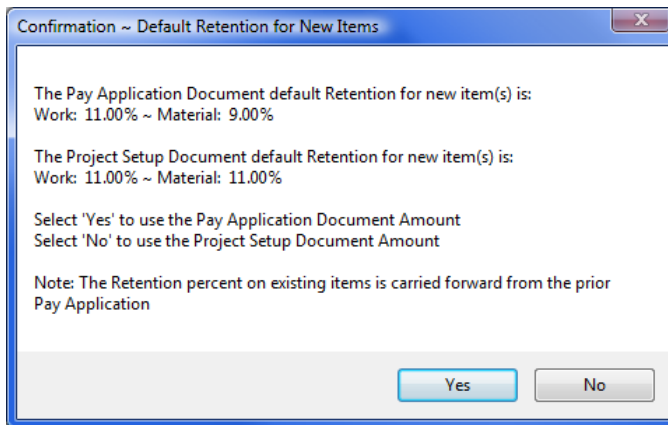 Confirmation ~ Default Retention for New Items
The Pay Application Document default Retention for new item(s) is:
Work: 11.00% ~ Material: 9.00%
The Project Setup Document default Retention for new item(s) is:
Work: 11.00% ~ Material: 11.00%
Select 'Yes' to use the Pay Application Document Amount
Select 'No' to use the Project Setup Document Amount
Note: The Retention percent on existing items is carried forward from the prior
Pay Application
Yes
No